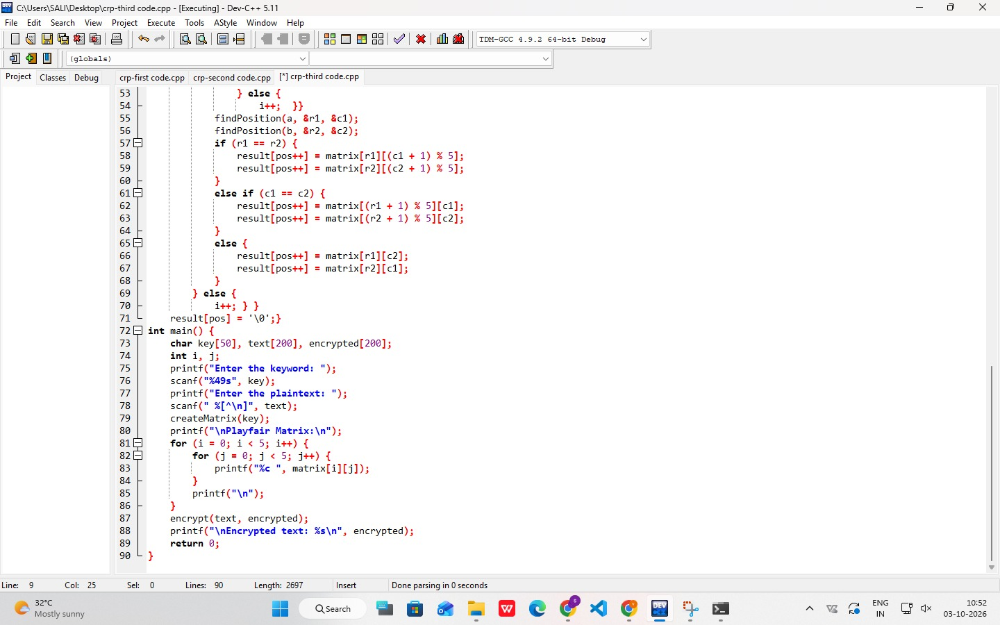 C:\Users\SALI\Desktop\crp-third code.cpp - [Executing] - Dev-C++ 5.11
File Edit Search View Project Execute Tools AStyle Window Help
TDM-GCC 4.9.2 64-bit Debug
(globals)
Project Classes Debug
crp-first code.cpp crp-second code.cpp [*] crp-third code.cpp
53 } else {
54 i++; }}
55 findPosition(a, &r1, &c1);
56 findPosition(b, &r2, &c2);
57 if (r1 == r2) {
58 result[pos++] = matrix[r1][(c1 + 1) % 5];
59 result[pos++] = matrix[r2][(c2 + 1) % 5];
60 }
61 else if (c1 == c2) {
62 result[pos++] = matrix[(r1 + 1) % 5][c1];
63 result[pos++] = matrix[(r2 + 1) % 5][c2];
64 }
65 else {
66 result[pos++] = matrix[r1][c2];
67 result[pos++] = matrix[r2][c1];
68 }
69 } else {
70 i++; } }
71 result[pos] = '\0';}
72 int main() {
73 char key[50], text[200], encrypted[200];
74 int i, j;
75 printf("Enter the keyword: ");
76 scanf("%49s", key);
77 printf("Enter the plaintext: ");
78 scanf(" %[^\n]", text);
79 createMatrix(key);
80 printf("\nPlayfair Matrix:\n");
81 for (i = 0; i < 5; i++) {
82 for (j = 0; j < 5; j++) {
83 printf("%c ", matrix[i][j]);
84 }
85 printf("\n");
86 }
87 encrypt(text, encrypted);
88 printf("\nEncrypted text: %s\n", encrypted);
89 return 0;
90 }
Line: 9 Col: 25 Sel: 0 Lines: 90 Length: 2697 Insert Done parsing in 0 seconds
32°C
Mostly sunny
Search
DEV
ENG
IN
10:52
03-10-2026